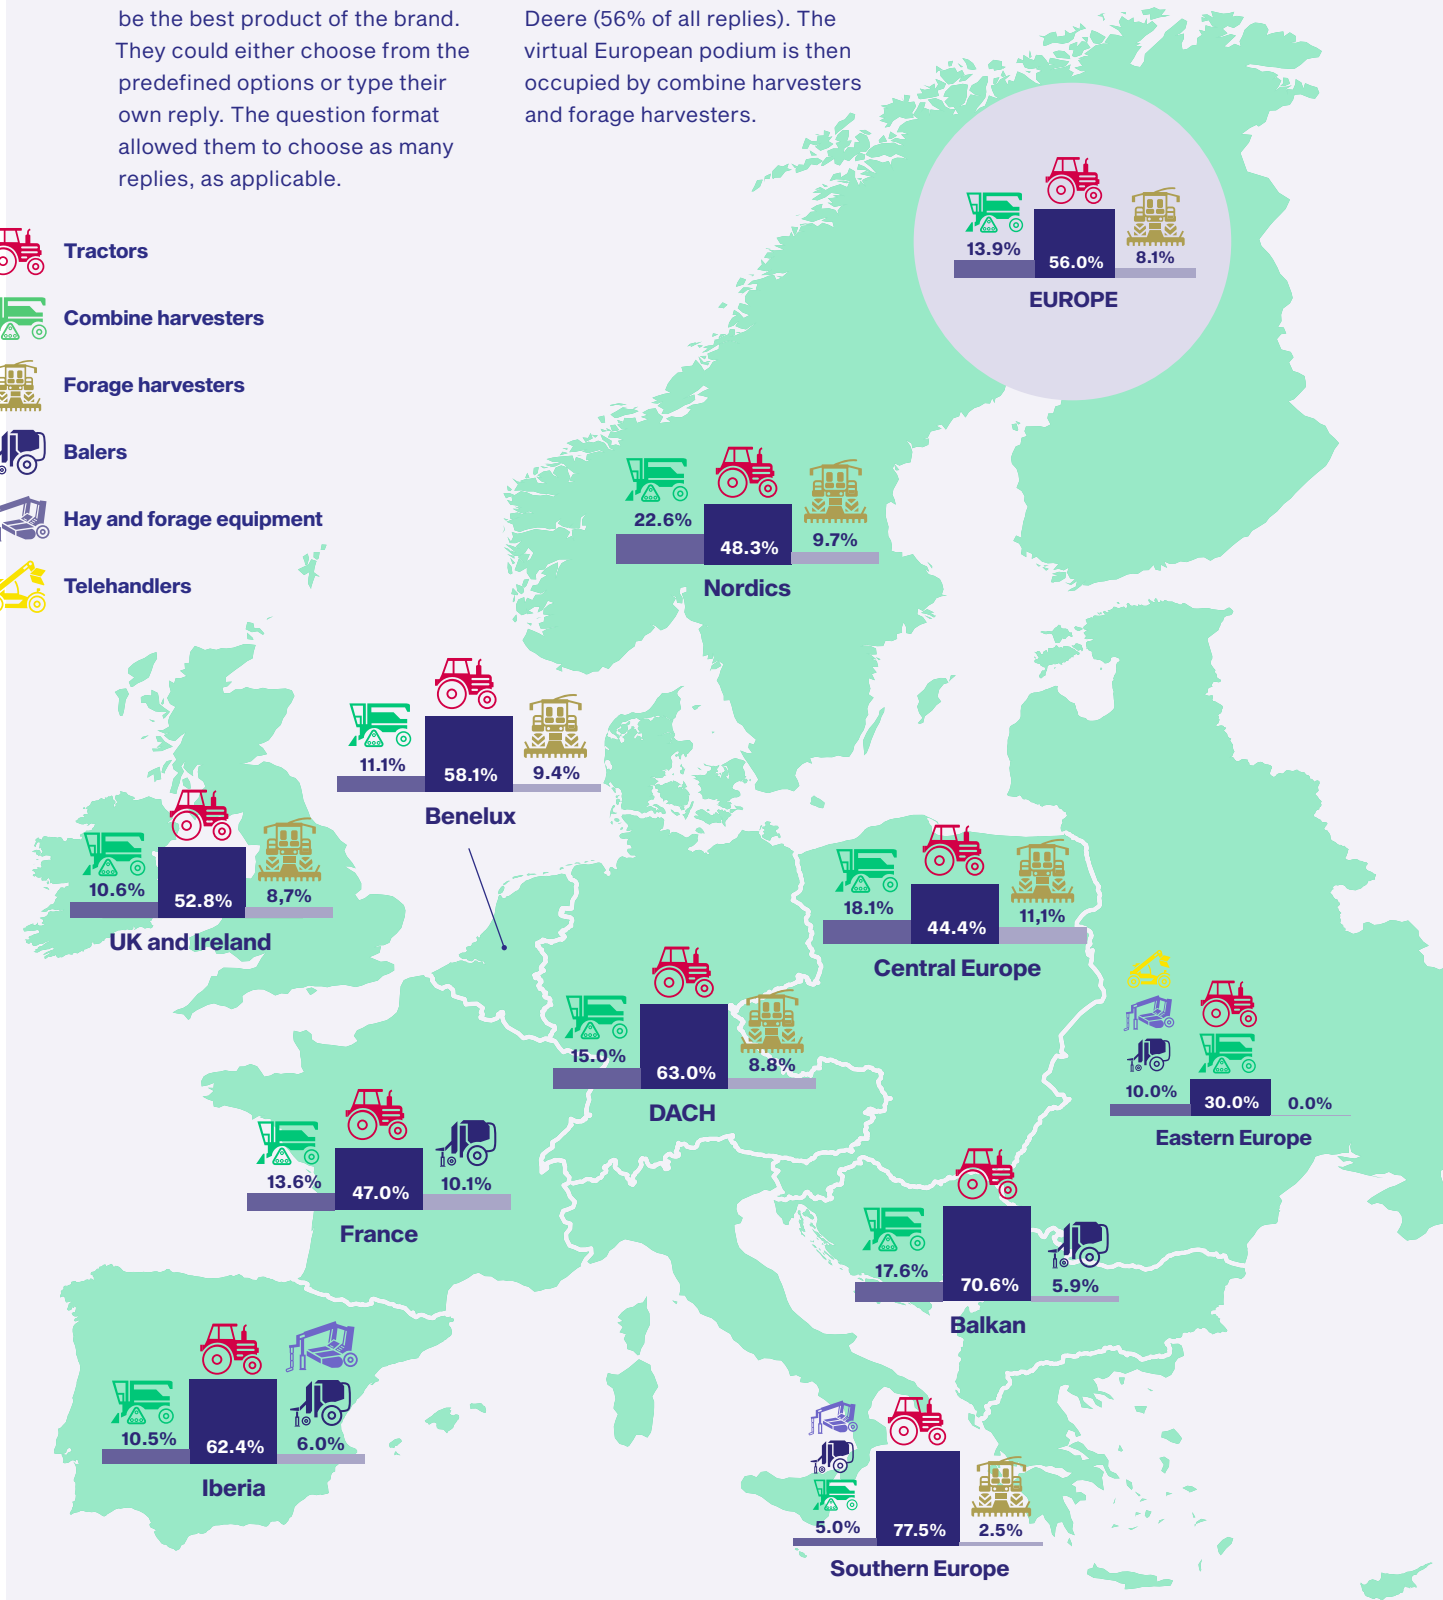 be the best product of the brand.
They could either choose from the
predefined options or type their
own reply. The question format
allowed them to choose as many
replies, as applicable.
Deere (56% of all replies). The
virtual European podium is then
occupied by combine harvesters
and forage harvesters.
Tractors
Combine harvesters
Forage harvesters
Balers
Hay and forage equipment
Telehandlers
13.9%
56.0%
8.1%
EUROPE
22.6%
48.3%
9.7%
Nordics
11.1%
58.1%
9.4%
Benelux
10.6%
52.8%
8,7%
UK and Ireland
18.1%
44.4%
11,1%
Central Europe
15.0%
63.0%
8.8%
DACH
10.0%
30.0%
0.0%
Eastern Europe
13.6%
47.0%
10.1%
France
17.6%
70.6%
5.9%
Balkan
10.5%
62.4%
6.0%
Iberia
5.0%
77.5%
2.5%
Southern Europe